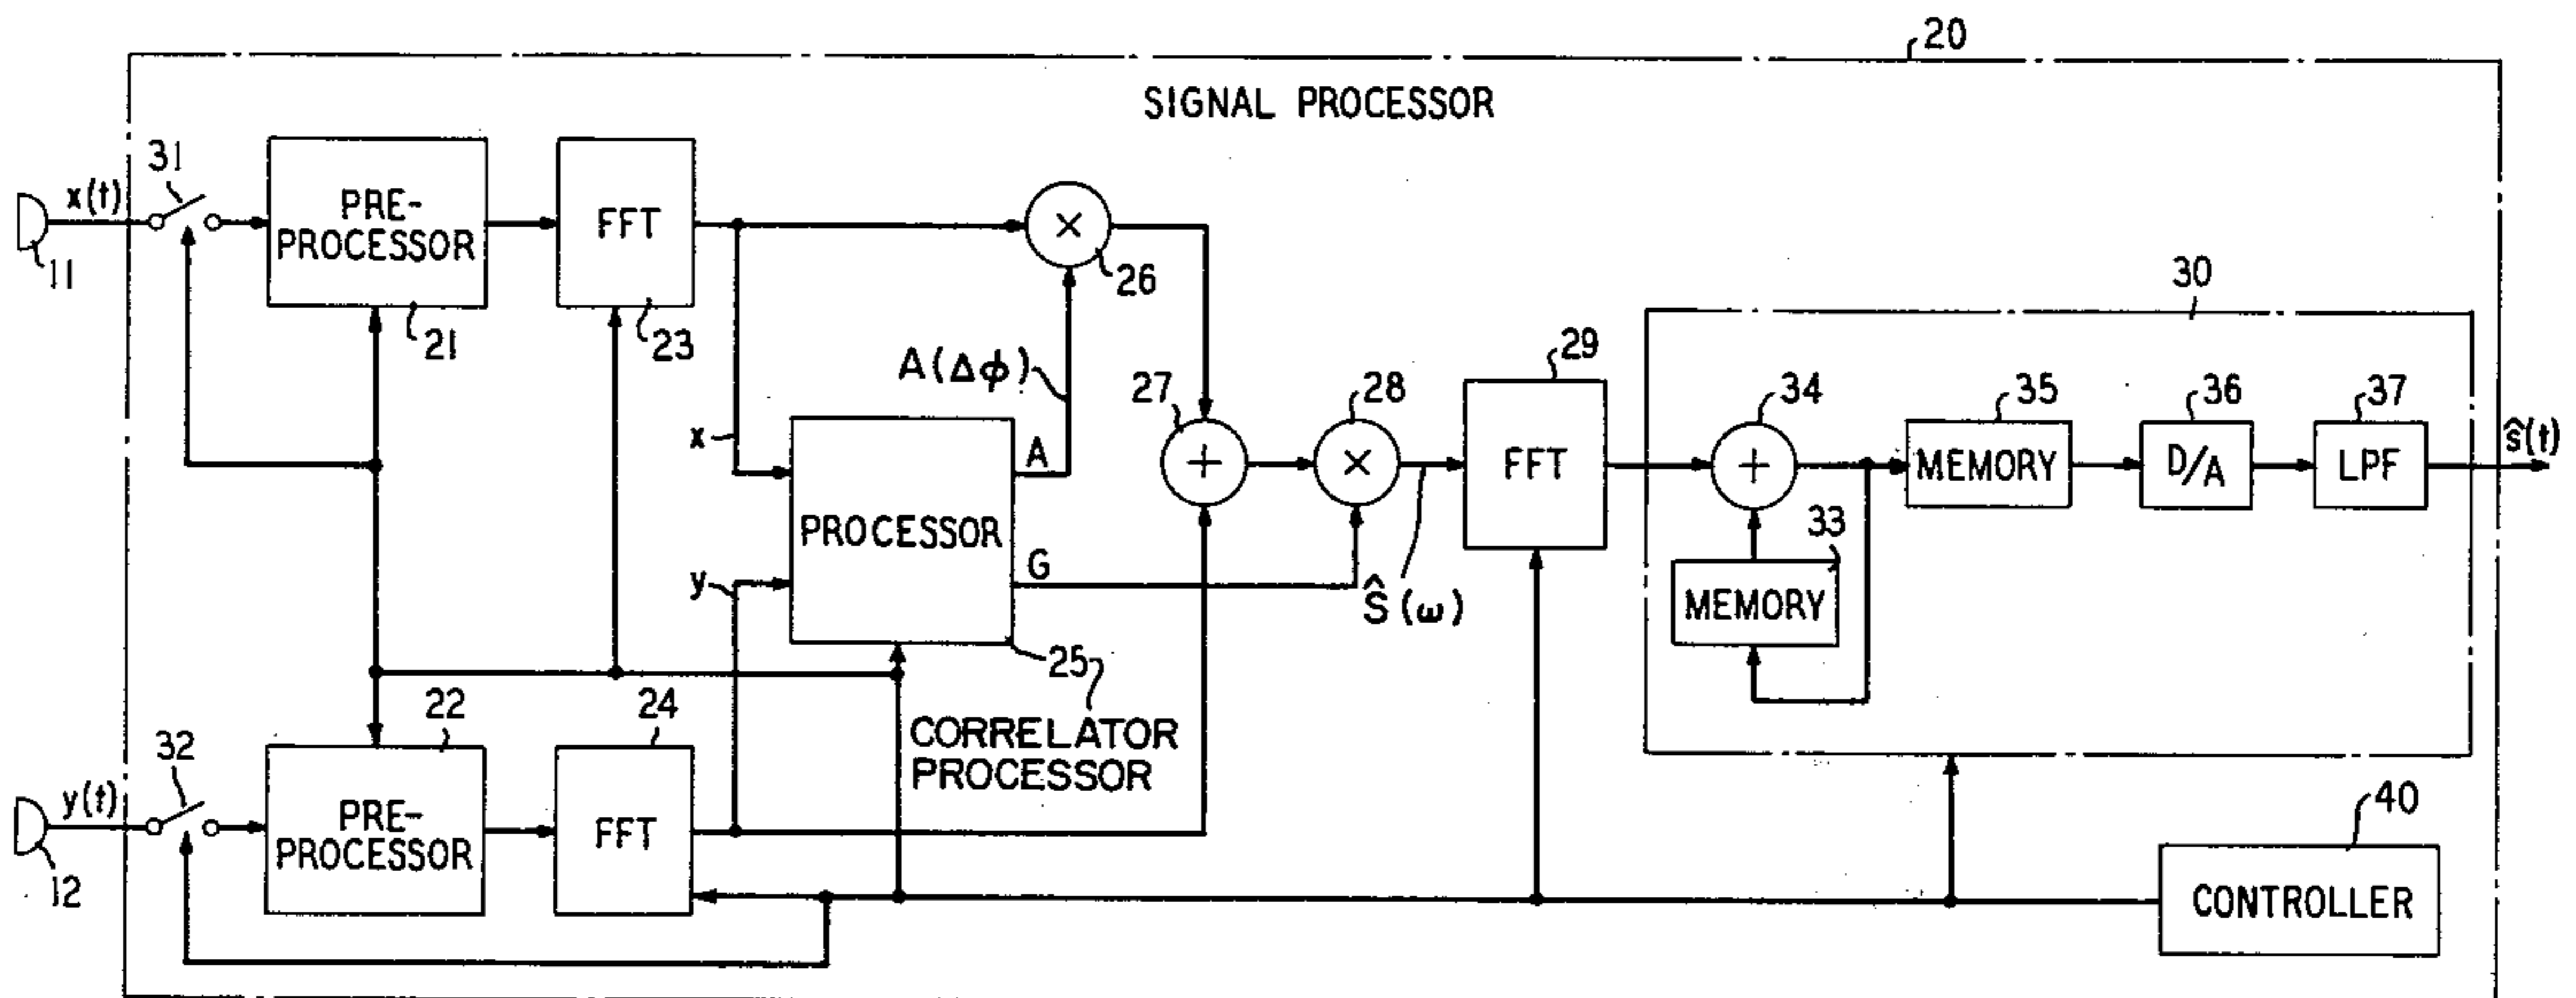 20
SIGNAL PROCESSOR
x(t)
31
11
PRE-
PROCESSOR
21
FFT
23
×
26
A(Δϕ)
30
x
y
PROCESSOR
A
G
25
CORRELATOR
PROCESSOR
27
+
28
×
Ŝ(ω)
29
FFT
34
+
33
MEMORY
35
MEMORY
36
D/A
37
LPF
ŝ(t)
y(t)
32
12
22
PRE-
PROCESSOR
24
FFT
40
CONTROLLER